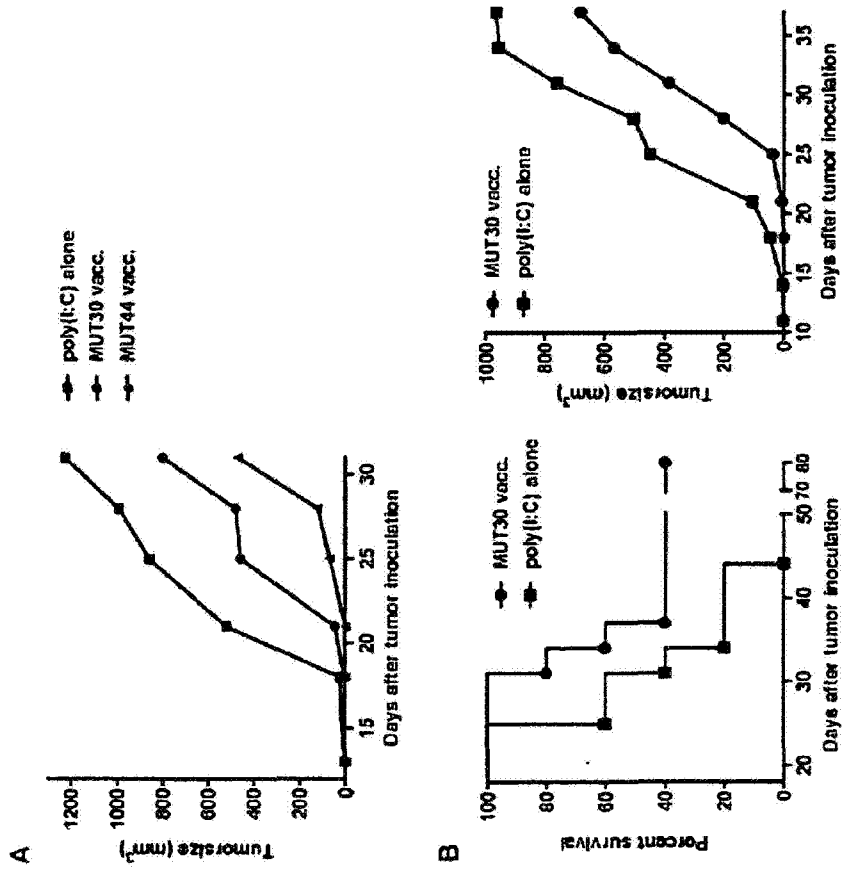 A
poly(I:C) alone
MUT30 vacc.
MUT44 vacc.
Tumorsize (mm³)
1200
1000
800
600
400
200
0
15
20
25
30
Days after tumor inoculation
B
MUT30 vacc.
poly(I:C) alone
Percent survival
100
80
60
40
20
0
20
30
40
50
70
80
Days after tumor inoculation
MUT30 vacc.
poly(I:C) alone
Tumorsize (mm³)
1000
800
600
400
200
0
10
15
20
25
30
35
Days after tumor inoculation